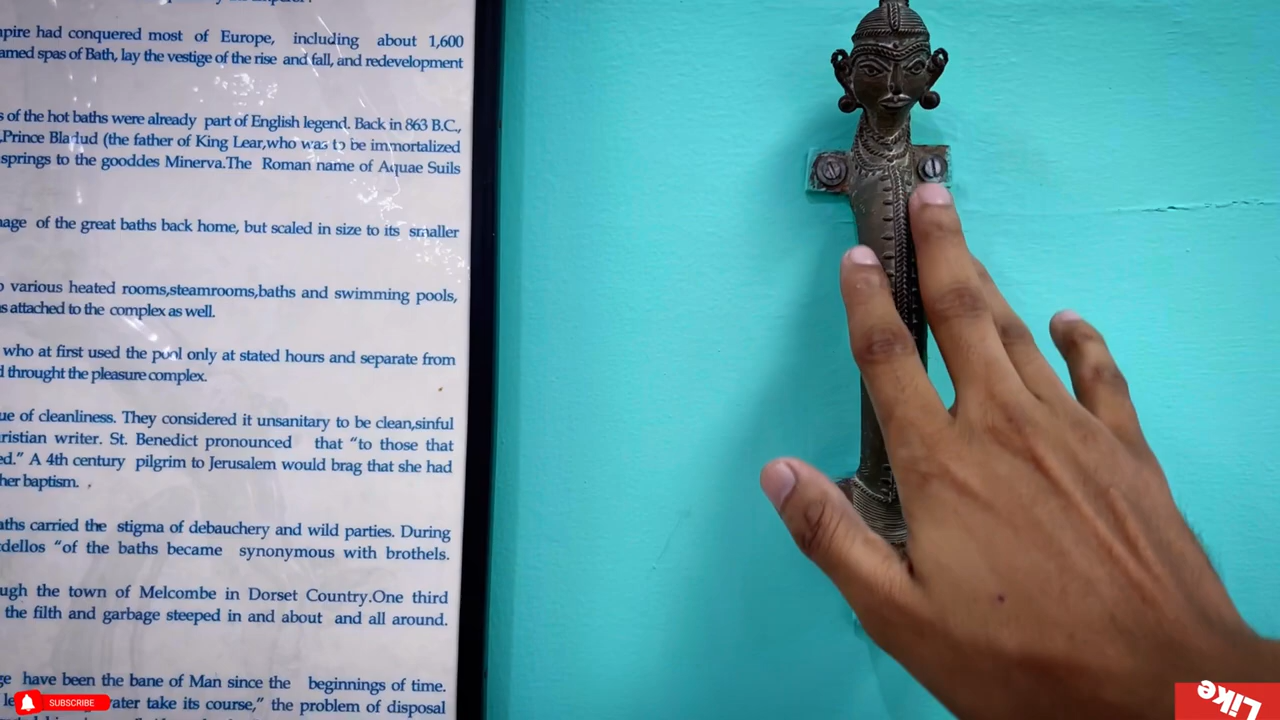 mpire had conquered most of Europe, including about 1,600
amed spas of Bath, lay the vestige of the rise and fall, and redevelopment
s of the hot baths were already part of English legend. Back in 863 B.C.,
,Prince Bladud (the father of King Lear,who was to be immortalized
springs to the gooddes Minerva.The Roman name of Aquae Suils
nage of the great baths back home, but scaled in size to its smaller
o various heated rooms,steamrooms,baths and swimming pools,
s attached to the complex as well.
who at first used the pool only at stated hours and separate from
d throught the pleasure complex.
ue of cleanliness. They considered it unsanitary to be clean,sinful
ristian writer. St. Benedict pronounced that “to those that
ed.” A 4th century pilgrim to Jerusalem would brag that she had
her baptism.
aths carried the stigma of debauchery and wild parties. During
rdellos “of the baths became synonymous with brothels.
ugh the town of Melcombe in Dorset Country.One third
the filth and garbage steeped in and about and all around.
ge have been the bane of Man since the beginnings of time.
le ater take its course,” the problem of disposal
SUBSCRIBE
Like